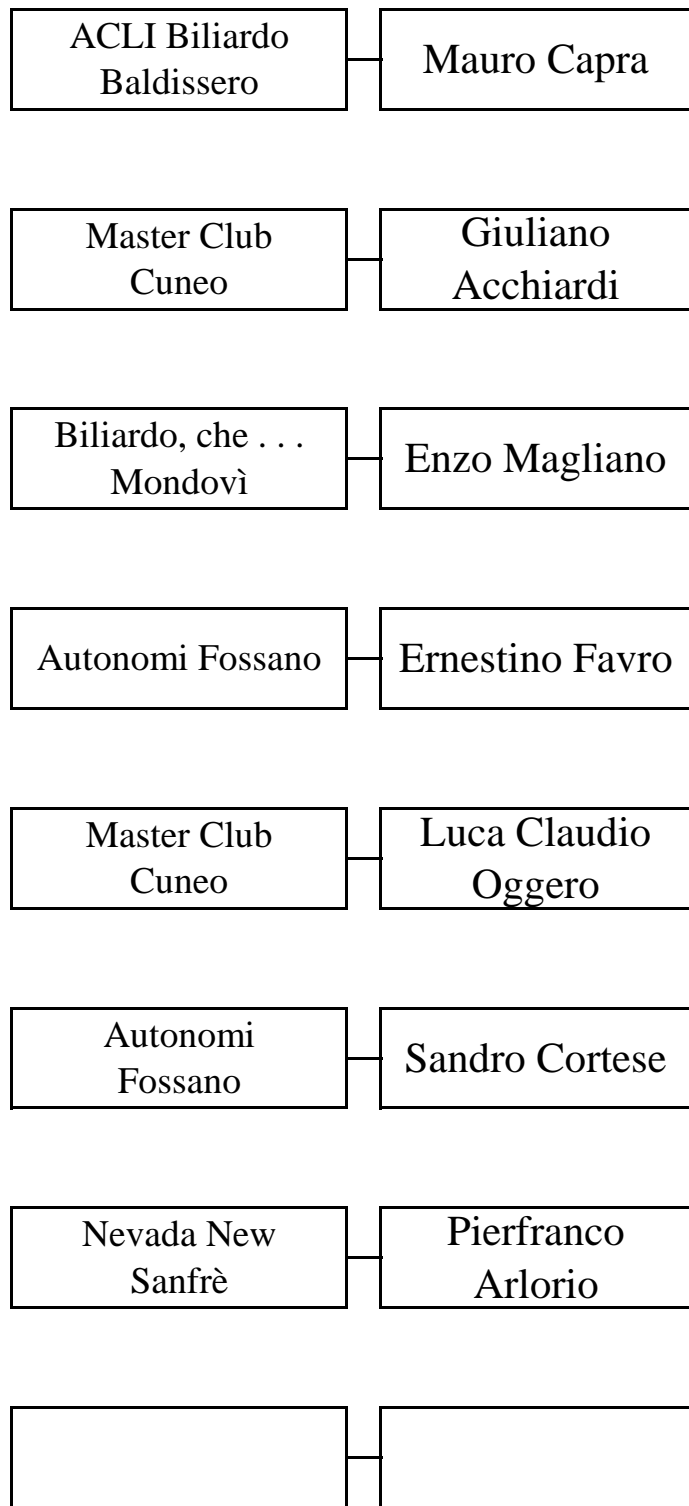 ACLI Biliardo
Baldissero
Mauro Capra
Master Club
Cuneo
Giuliano
Acchiardi
Biliardo, che . . .
Mondovì
Enzo Magliano
Autonomi Fossano
Ernestino Favro
Master Club
Cuneo
Luca Claudio
Oggero
Autonomi
Fossano
Sandro Cortese
Nevada New
Sanfrè
Pierfranco
Arlorio